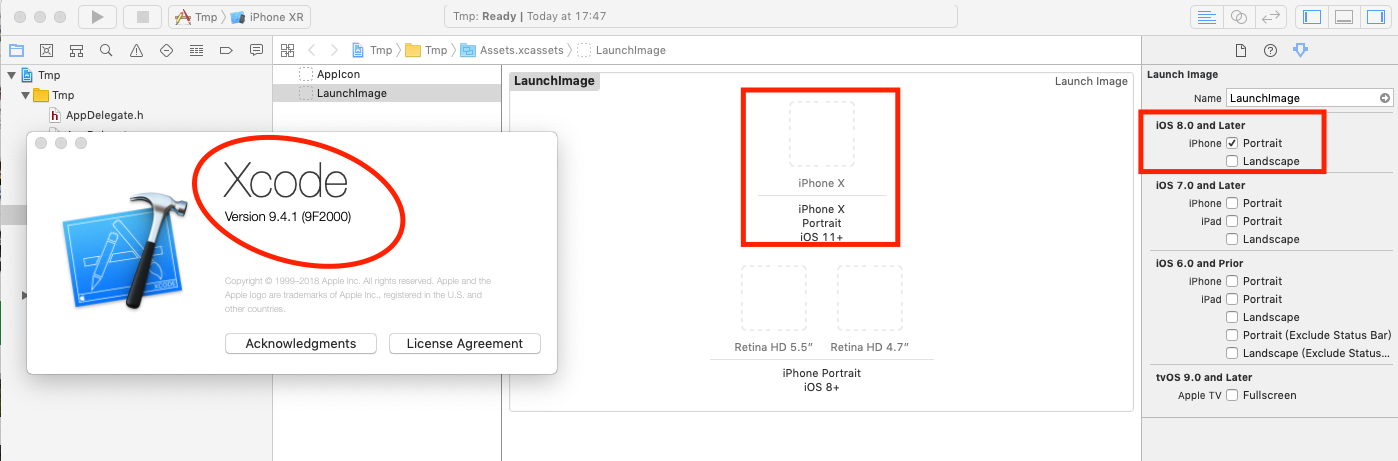 Tmp
iPhone XR
Tmp: Ready | Today at 17:47
Tmp
Tmp
Assets.xcassets
LaunchImage
Tmp
Tmp
AppDelegate.h
AppIcon
LaunchImage
LaunchImage
Launch Image
iPhone X
iPhone X
Portrait
iOS 11+
Retina HD 5.5″
Retina HD 4.7″
iPhone Portrait
iOS 8+
Xcode
Version 9.4.1 (9F2000)
Copyright © 1999–2018 Apple Inc. All rights reserved. Apple and the
Apple logo are trademarks of Apple Inc., registered in the U.S. and
other countries.
Acknowledgments
License Agreement
XCODE
Launch Image
Name LaunchImage
iOS 8.0 and Later
iPhone Portrait
Landscape
iOS 7.0 and Later
iPhone Portrait
iPad Portrait
Landscape
iOS 6.0 and Prior
iPhone Portrait
iPad Portrait
Landscape
Portrait (Exclude Status Bar)
Landscape (Exclude Status...
tvOS 9.0 and Later
Apple TV Fullscreen